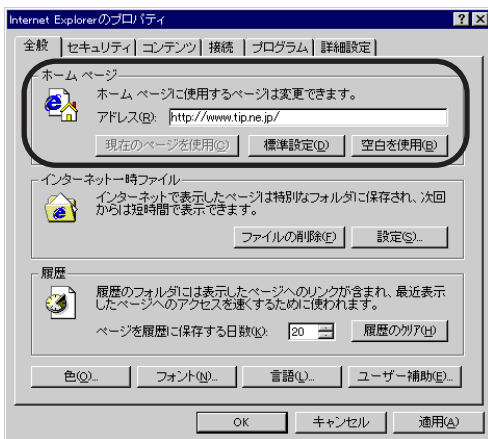 Internet Explorerのプロパティ
全般 セキュリティ コンテンツ 接続 プログラム 詳細設定
ホーム ページ
ホーム ページに使用するページは変更できます。
アドレス(R): http://www.tip.ne.jp/
現在のページを使用(C) 標準設定(D) 空白を使用(B)
インターネット一時ファイル
インターネットで表示したページは特別なフォルダに保存され、次回
からは短時間で表示できます。
ファイルの削除(F) 設定(S)...
履歴
履歴のフォルダには表示したページへのリンクが含まれ、最近表示
したページへのアクセスを速くするために使われます。
ページを履歴に保存する日数(K): 20 履歴のクリア(H)
色(O)... フォント(N)... 言語(L)... ユーザー補助(E)...
OK キャンセル 適用(A)